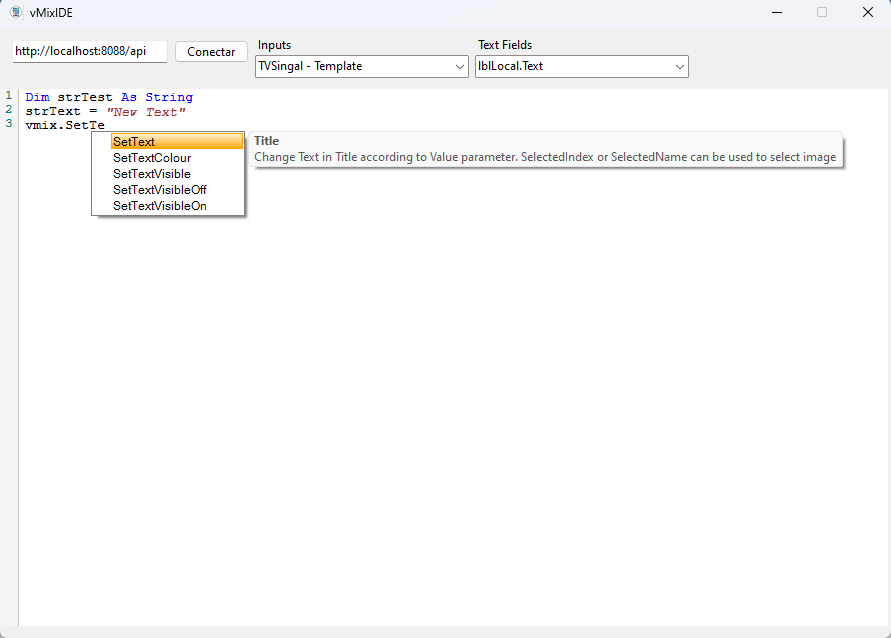 vMixIDE
http://localhost:8088/api
Conectar
Inputs
TVSingal - Template
Text Fields
lblLocal.Text
1 Dim strTest As String
2 strText = "New Text"
3 vmix.SetTe
SetText
SetTextColour
SetTextVisible
SetTextVisibleOff
SetTextVisibleOn
Title
Change Text in Title according to Value parameter. SelectedIndex or SelectedName can be used to select image